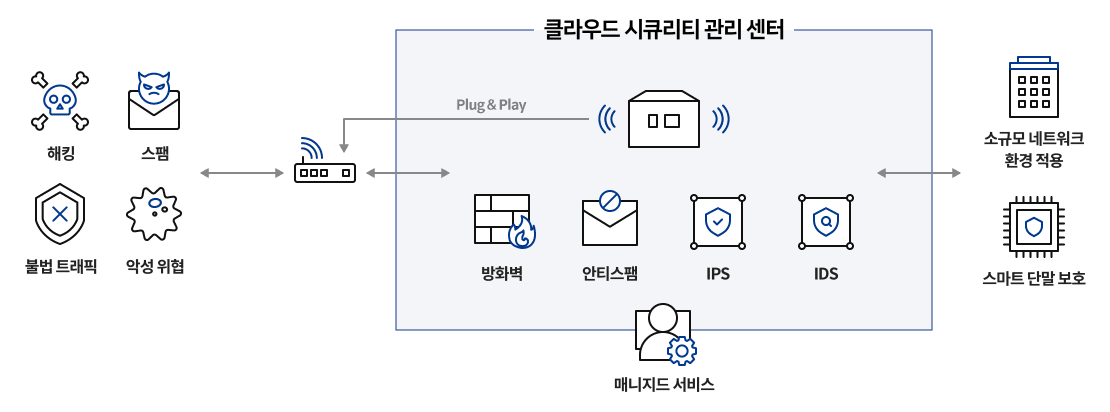 클라우드 시큐리티 관리 센터
Plug & Play
해킹
스팸
불법 트래픽
악성 위협
방화벽
안티스팸
IPS
IDS
매니지드 서비스
소규모 네트워크
환경 적용
스마트 단말 보호